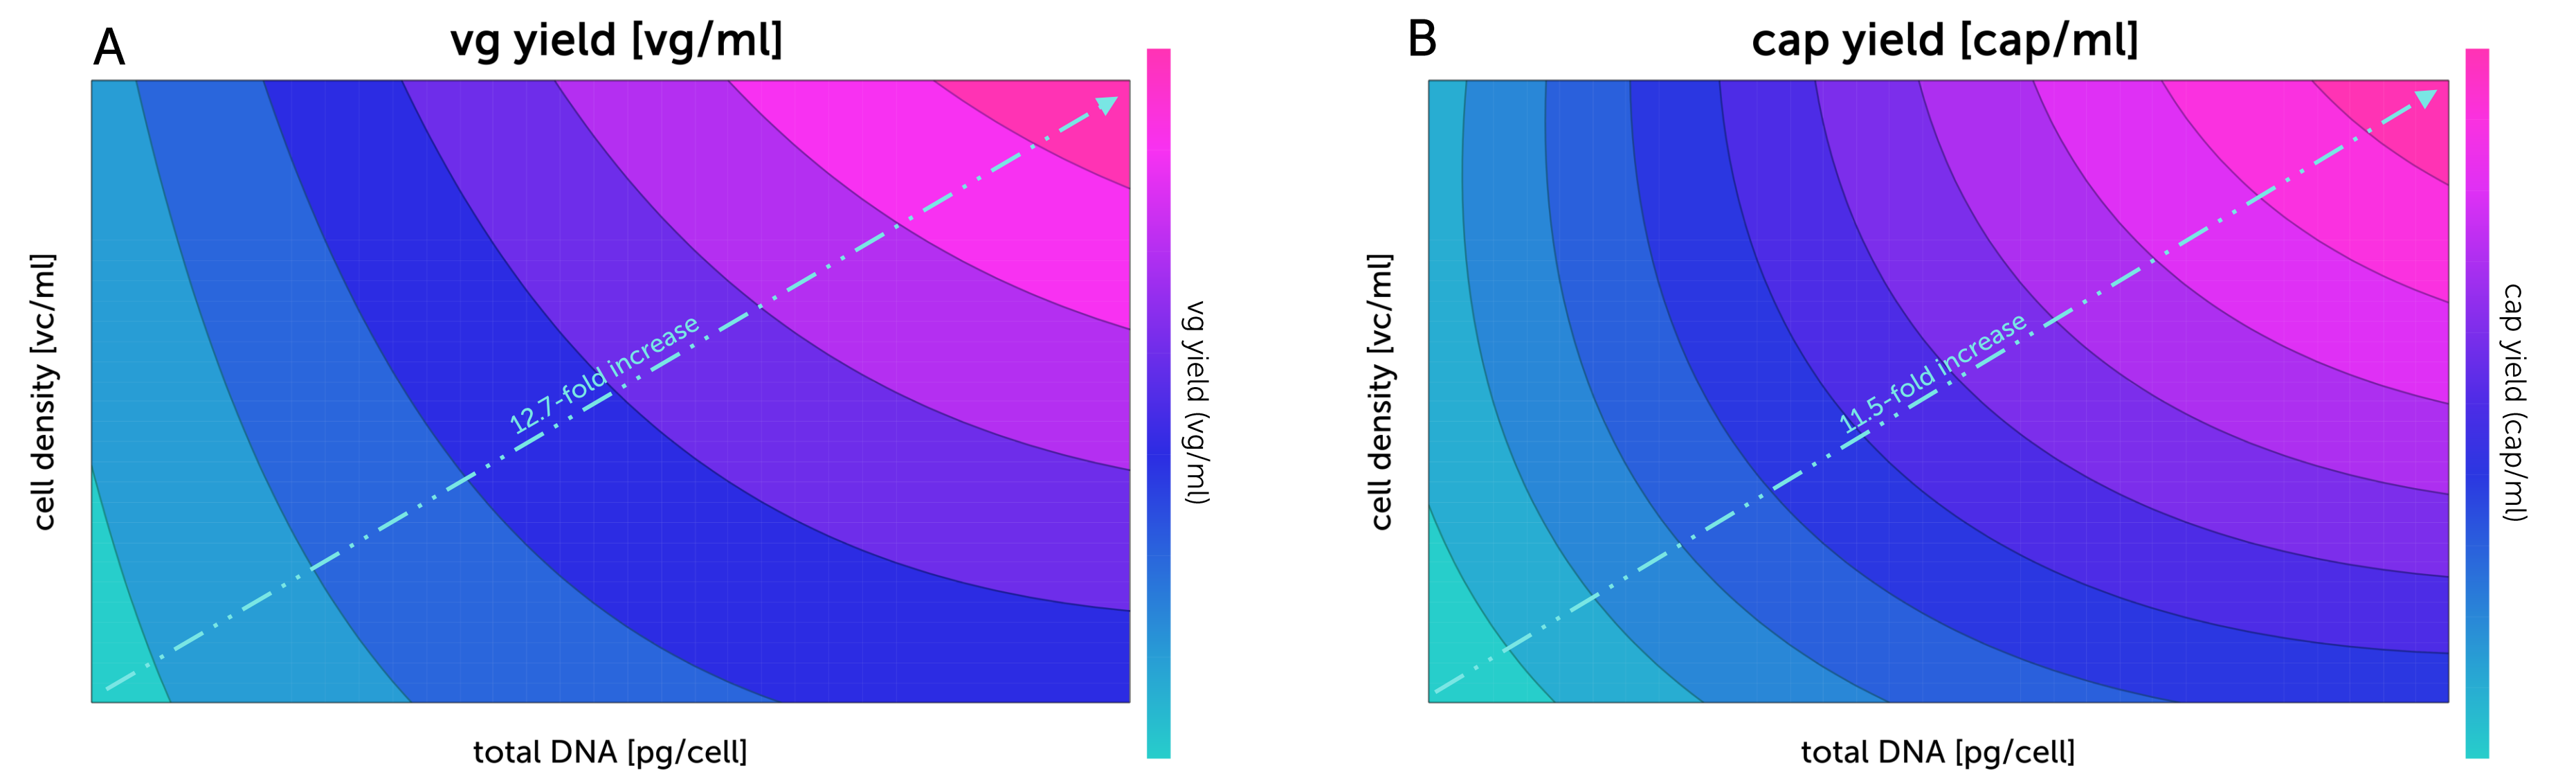 A
vg yield [vg/ml]
cell density [vc/ml]
12.7-fold increase
total DNA [pg/cell]
vg yield (vg/ml)
B
cap yield [cap/ml]
cell density [vc/ml]
11.5-fold increase
total DNA [pg/cell]
cap yield (cap/ml)